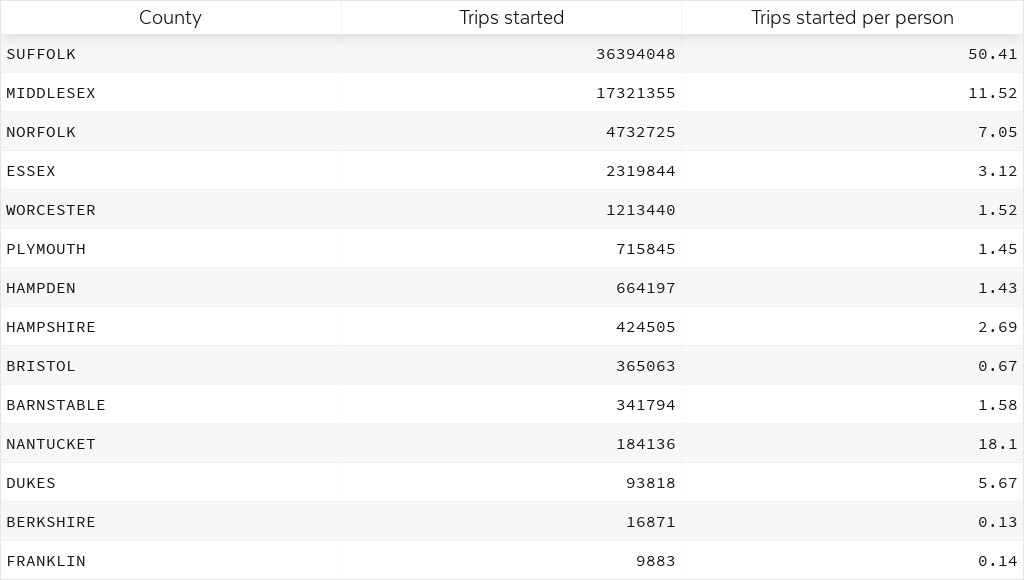 County Trips started Trips started per person
SUFFOLK 36394048 50.41
MIDDLESEX 17321355 11.52
NORFOLK 4732725 7.05
ESSEX 2319844 3.12
WORCESTER 1213440 1.52
PLYMOUTH 715845 1.45
HAMPDEN 664197 1.43
HAMPSHIRE 424505 2.69
BRISTOL 365063 0.67
BARNSTABLE 341794 1.58
NANTUCKET 184136 18.1
DUKES 93818 5.67
BERKSHIRE 16871 0.13
FRANKLIN 9883 0.14